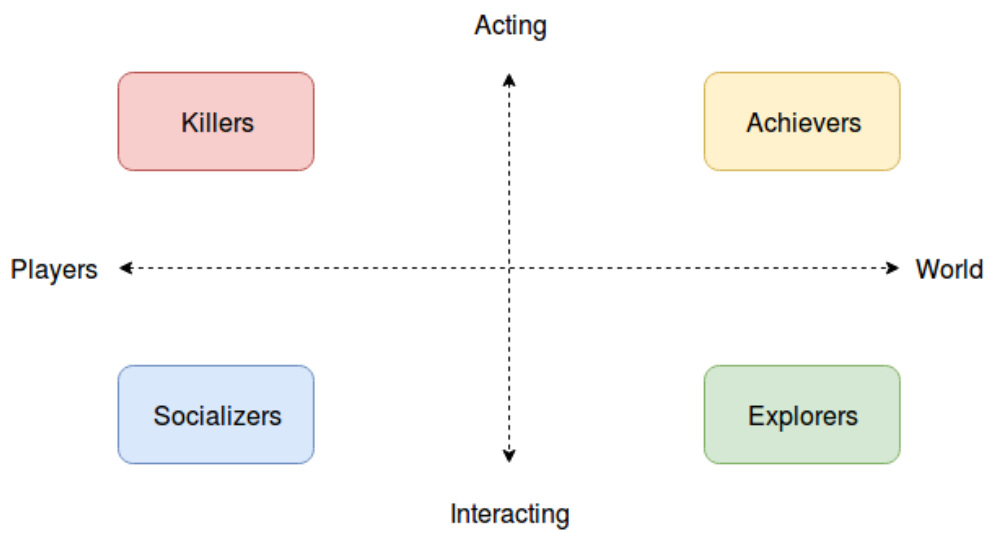 Acting
Killers
Achievers
Players
World
Socializers
Explorers
Interacting